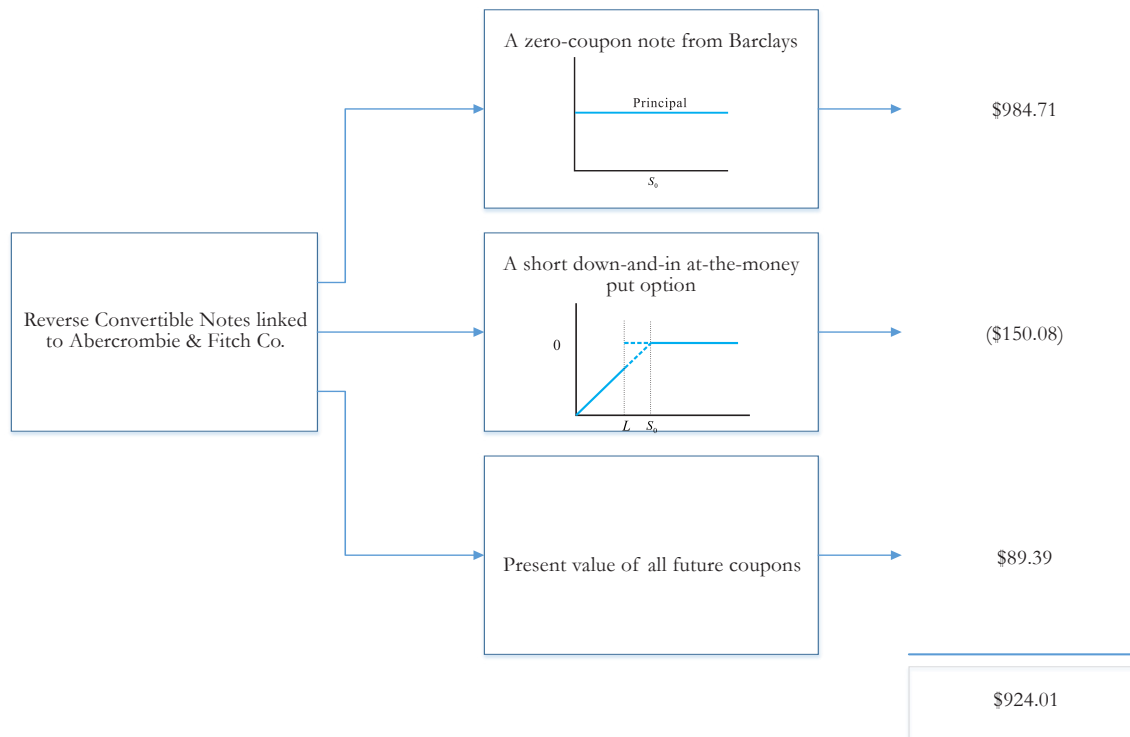 A zero-coupon note from Barclays
Principal
S₀
$984.71
Reverse Convertible Notes linked
to Abercrombie & Fitch Co.
A short down-and-in at-the-money
put option
0
L S₀
($150.08)
Present value of all future coupons
$89.39
$924.01